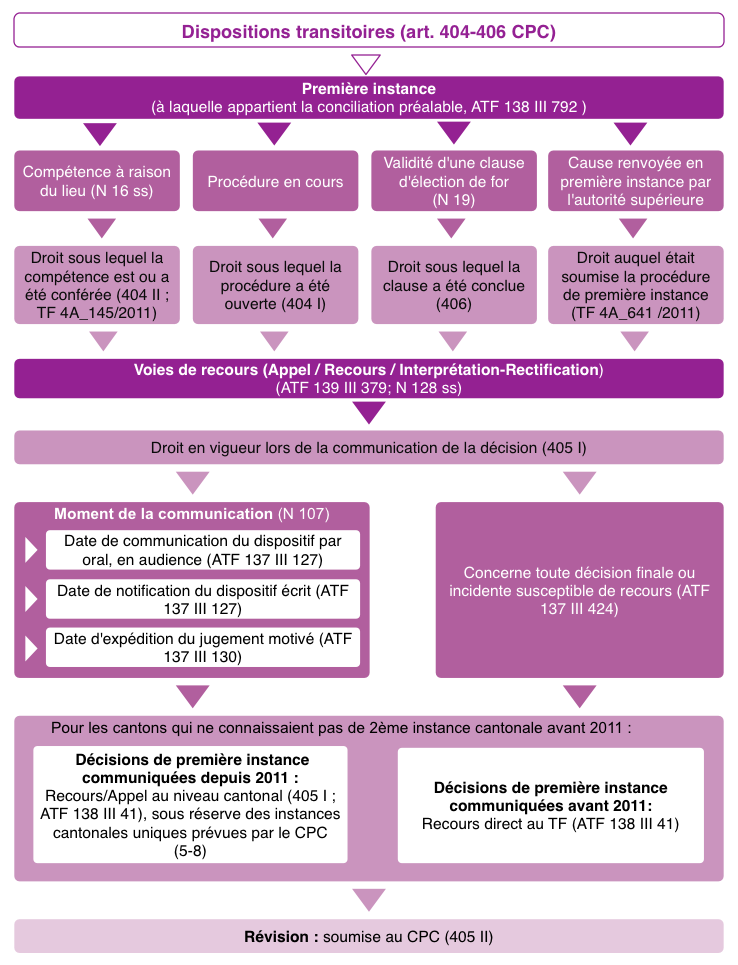 Dispositions transitoires (art. 404-406 CPC)
Première instance
(à laquelle appartient la conciliation préalable, ATF 138 III 792 )
Compétence à raison
du lieu (N 16 ss)
Procédure en cours
Validité d'une clause
d'élection de for
(N 19)
Cause renvoyée en
première instance par
l'autorité supérieure
Droit sous lequel la
compétence est ou a
été conférée (404 II ;
TF 4A_145/2011)
Droit sous lequel la
procédure a été
ouverte (404 I)
Droit sous lequel la
clause a été conclue
(406)
Droit auquel était
soumise la procédure
de première instance
(TF 4A_641 /2011)
Voies de recours (Appel / Recours / Interprétation-Rectification)
(ATF 139 III 379; N 128 ss)
Droit en vigueur lors de la communication de la décision (405 I)
Moment de la communication (N 107)
Date de communication du dispositif par
oral, en audience (ATF 137 III 127)
Date de notification du dispositif écrit (ATF
137 III 127)
Date d'expédition du jugement motivé (ATF
137 III 130)
Concerne toute décision finale ou
incidente susceptible de recours (ATF
137 III 424)
Pour les cantons qui ne connaissaient pas de 2ème instance cantonale avant 2011 :
Décisions de première instance
communiquées depuis 2011 :
Recours/Appel au niveau cantonal (405 I ;
ATF 138 III 41), sous réserve des instances
cantonales uniques prévues par le CPC
(5-8)
Décisions de première instance
communiquées avant 2011:
Recours direct au TF (ATF 138 III 41)
Révision : soumise au CPC (405 II)